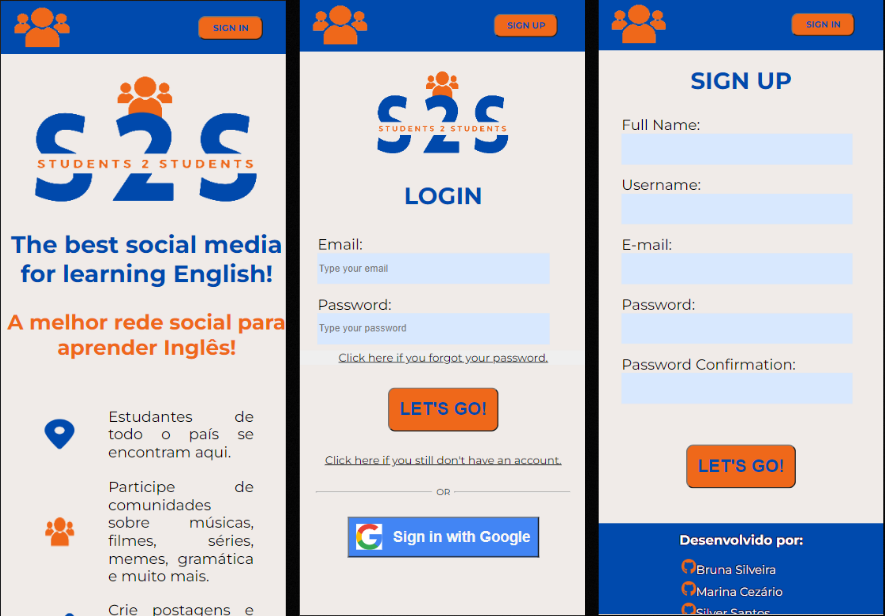 SIGN IN
S2S
STUDENTS 2 STUDENTS
The best social media
for learning English!
A melhor rede social para
aprender Inglês!
Estudantes de
todo o país se
encontram aqui.
Participe de
comunidades
sobre músicas,
filmes, séries,
memes, gramática
e muito mais.
Crie postagens e
SIGN UP
S2S
STUDENTS 2 STUDENTS
LOGIN
Email:
Type your email
Password:
Type your password
Click here if you forgot your password.
LET'S GO!
Click here if you still don't have an account.
OR
Sign in with Google
SIGN IN
SIGN UP
Full Name:
Username:
E-mail:
Password:
Password Confirmation:
LET'S GO!
Desenvolvido por:
Bruna Silveira
Marina Cezário
Silver Santos